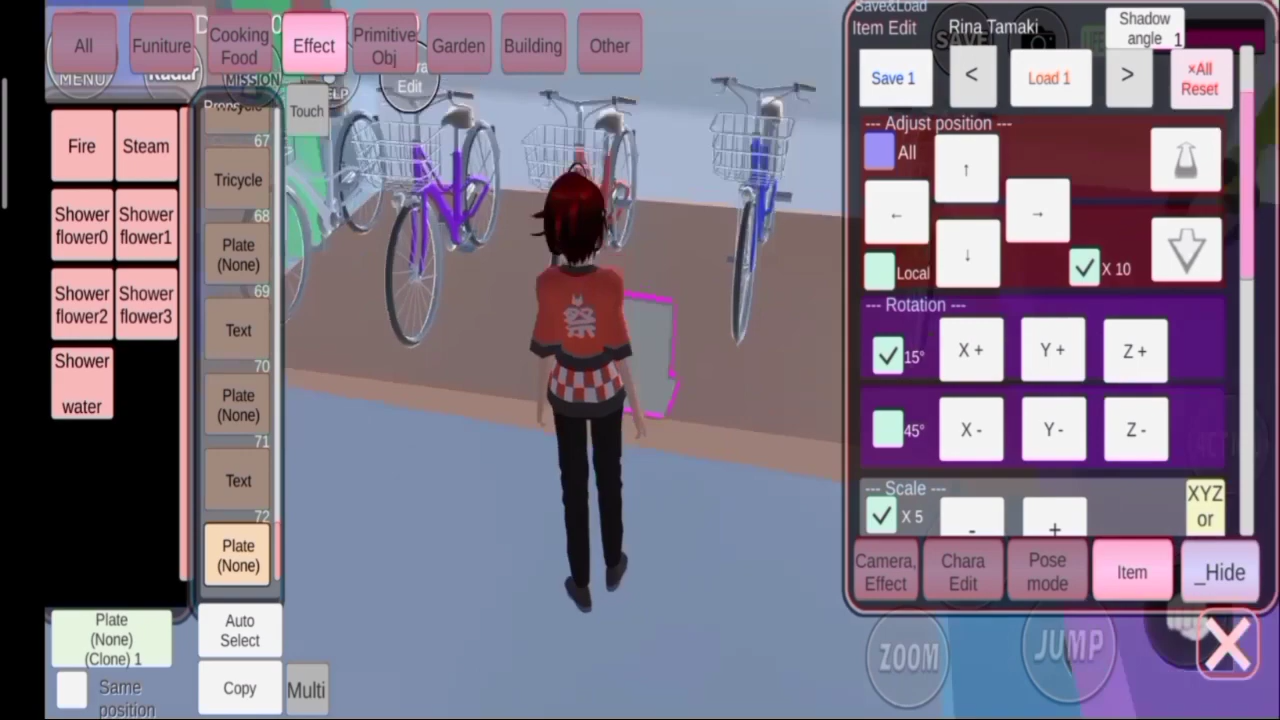 All
Funiture
Cooking
Food
Effect
Primitive
Obj
Garden
Building
Other
MENU
Radar
MISSION
Edit
Touch
Fire
Steam
Shower
flower0
Shower
flower1
Shower
flower2
Shower
flower3
Shower
water
Props
67
Tricycle
68
Plate
(None)
69
Text
70
Plate
(None)
71
Text
72
Plate
(None)
Plate
(None)
(Clone) 1
Same
position
Auto
Select
Copy
Multi
Save&Load
Item Edit
Rina Tamaki
Shadow
angle 1
SAVE
Save 1
<
Load 1
>
×All
Reset
--- Adjust position ---
All
↑
←
→
↓
Local
X 10
--- Rotation ---
15°
X +
Y +
Z +
45°
X -
Y -
Z -
--- Scale ---
X 5
-
+
XYZ
or
Camera,
Effect
Chara
Edit
Pose
mode
Item
_Hide
ZOOM
JUMP